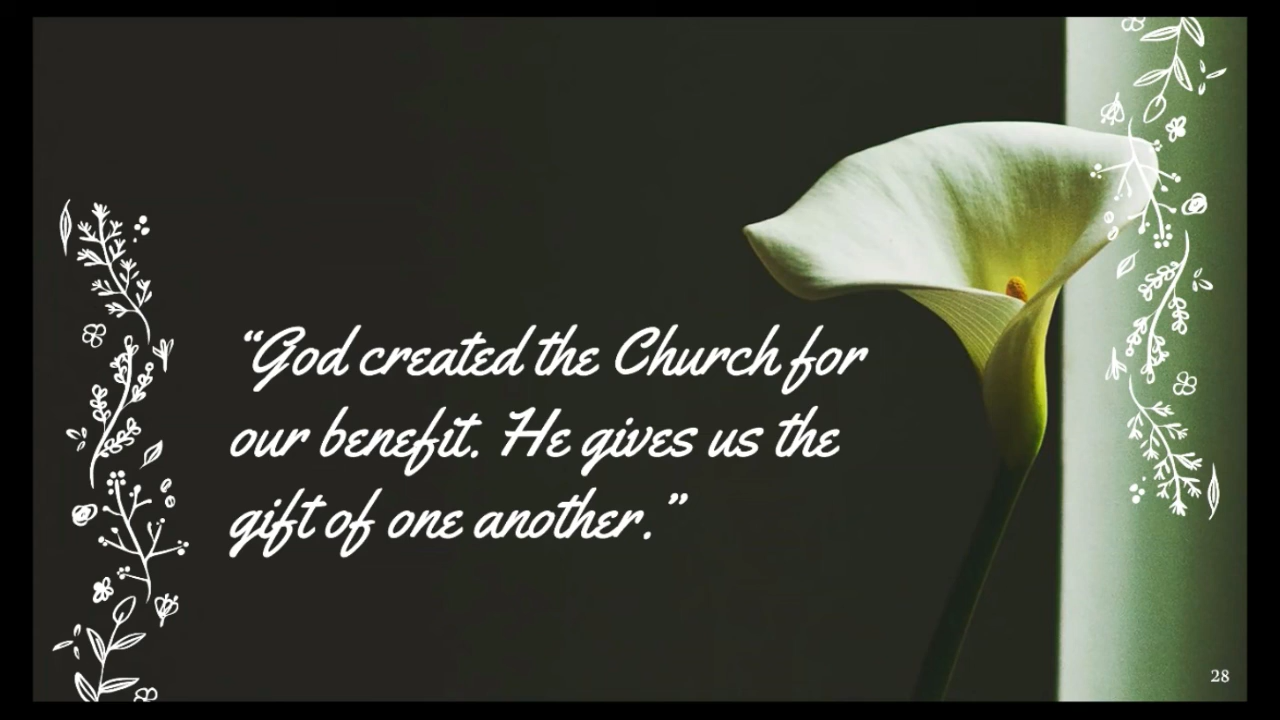 “God created the Church for
our benefit. He gives us the
gift of one another.”
28